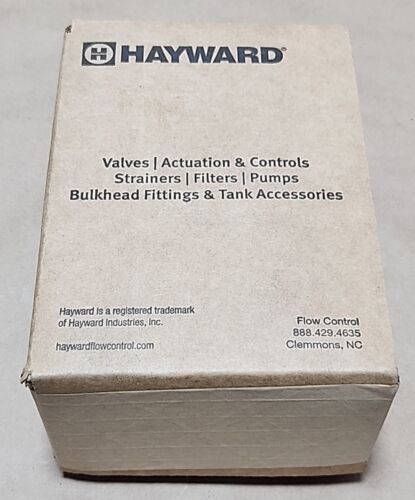 H HAYWARD®
Valves | Actuation & Controls
Strainers | Filters | Pumps
Bulkhead Fittings & Tank Accessories
Hayward is a registered trademark
of Hayward Industries, Inc.
haywardflowcontrol.com
Flow Control
888.429.4635
Clemmons, NC